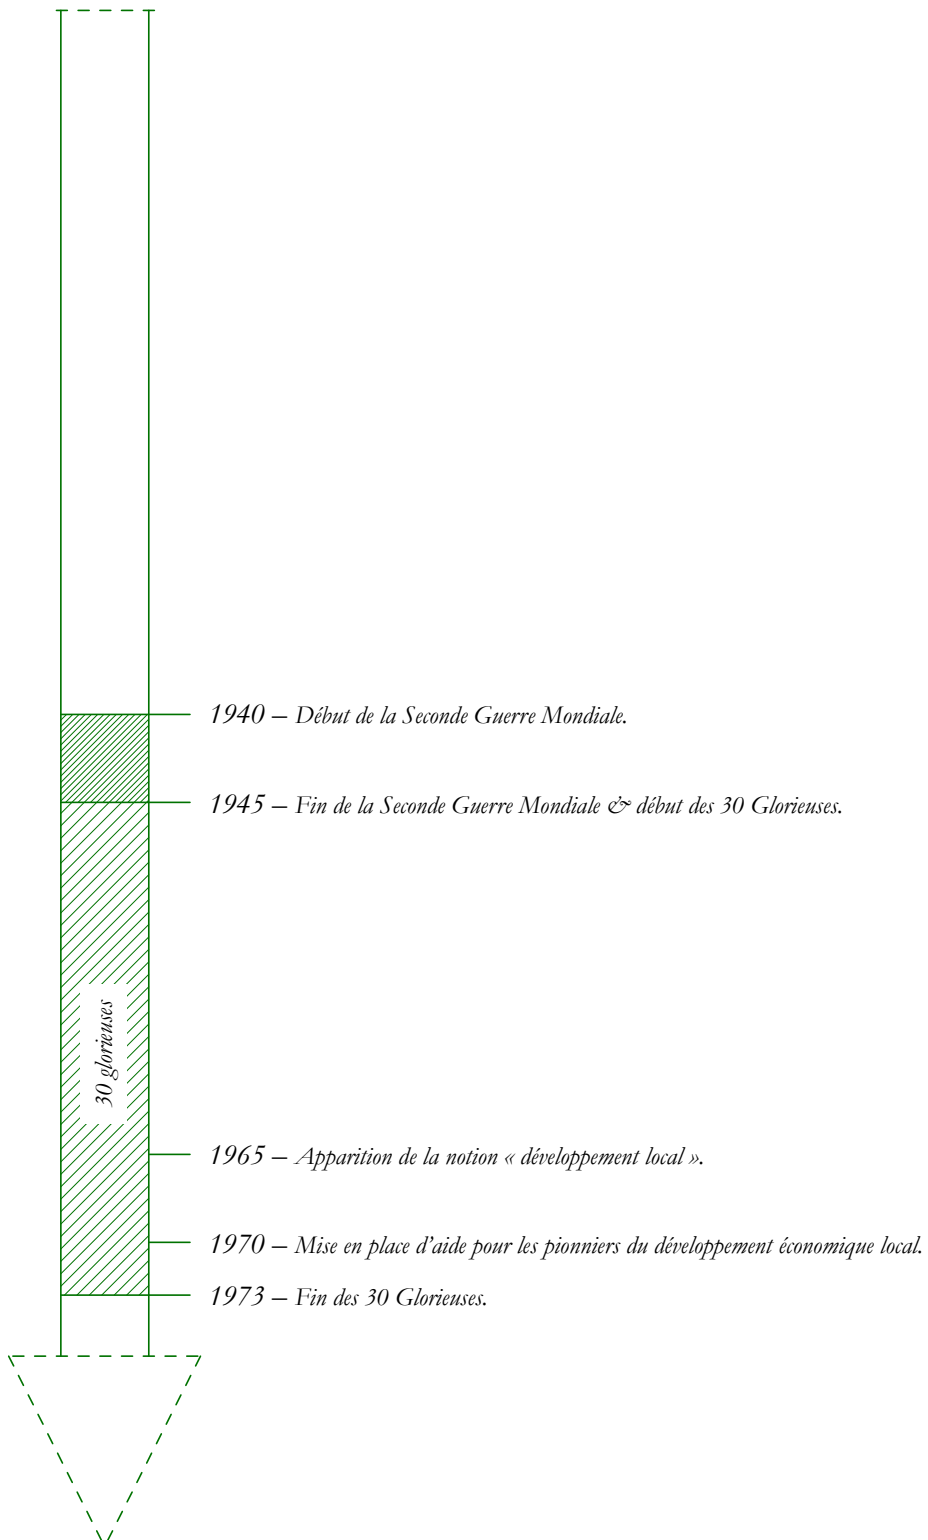 1940 – Début de la Seconde Guerre Mondiale.
1945 – Fin de la Seconde Guerre Mondiale & début des 30 Glorieuses.
30 glorieuses
1965 – Apparition de la notion « développement local ».
1970 – Mise en place d’aide pour les pionniers du développement économique local.
1973 – Fin des 30 Glorieuses.